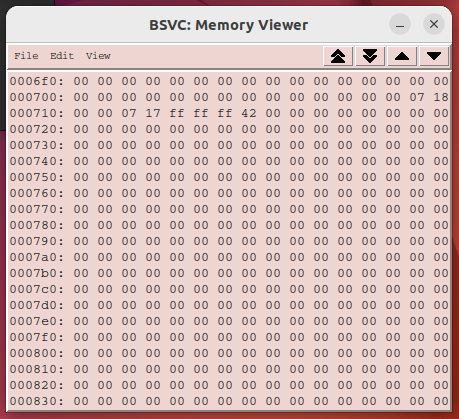 BSVC: Memory Viewer
File Edit View
0006f0: 00 00 00 00 00 00 00 00 00 00 00 00 00 00 00 00
000700: 00 00 00 00 00 00 00 00 00 00 00 00 00 00 07 18
000710: 00 00 07 17 ff ff ff 42 00 00 00 00 00 00 00 00
000720: 00 00 00 00 00 00 00 00 00 00 00 00 00 00 00 00
000730: 00 00 00 00 00 00 00 00 00 00 00 00 00 00 00 00
000740: 00 00 00 00 00 00 00 00 00 00 00 00 00 00 00 00
000750: 00 00 00 00 00 00 00 00 00 00 00 00 00 00 00 00
000760: 00 00 00 00 00 00 00 00 00 00 00 00 00 00 00 00
000770: 00 00 00 00 00 00 00 00 00 00 00 00 00 00 00 00
000780: 00 00 00 00 00 00 00 00 00 00 00 00 00 00 00 00
000790: 00 00 00 00 00 00 00 00 00 00 00 00 00 00 00 00
0007a0: 00 00 00 00 00 00 00 00 00 00 00 00 00 00 00 00
0007b0: 00 00 00 00 00 00 00 00 00 00 00 00 00 00 00 00
0007c0: 00 00 00 00 00 00 00 00 00 00 00 00 00 00 00 00
0007d0: 00 00 00 00 00 00 00 00 00 00 00 00 00 00 00 00
0007e0: 00 00 00 00 00 00 00 00 00 00 00 00 00 00 00 00
0007f0: 00 00 00 00 00 00 00 00 00 00 00 00 00 00 00 00
000800: 00 00 00 00 00 00 00 00 00 00 00 00 00 00 00 00
000810: 00 00 00 00 00 00 00 00 00 00 00 00 00 00 00 00
000820: 00 00 00 00 00 00 00 00 00 00 00 00 00 00 00 00
000830: 00 00 00 00 00 00 00 00 00 00 00 00 00 00 00 00